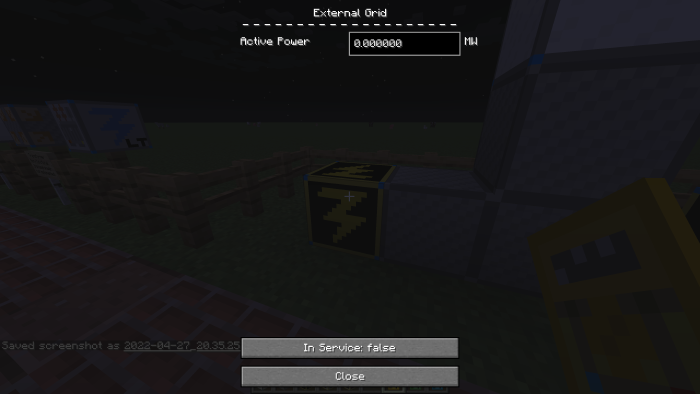 External Grid
Active Power 0.000000 MW
LT
Saved screenshot as 2022-04-27_20.35.25
In Service: false
Close